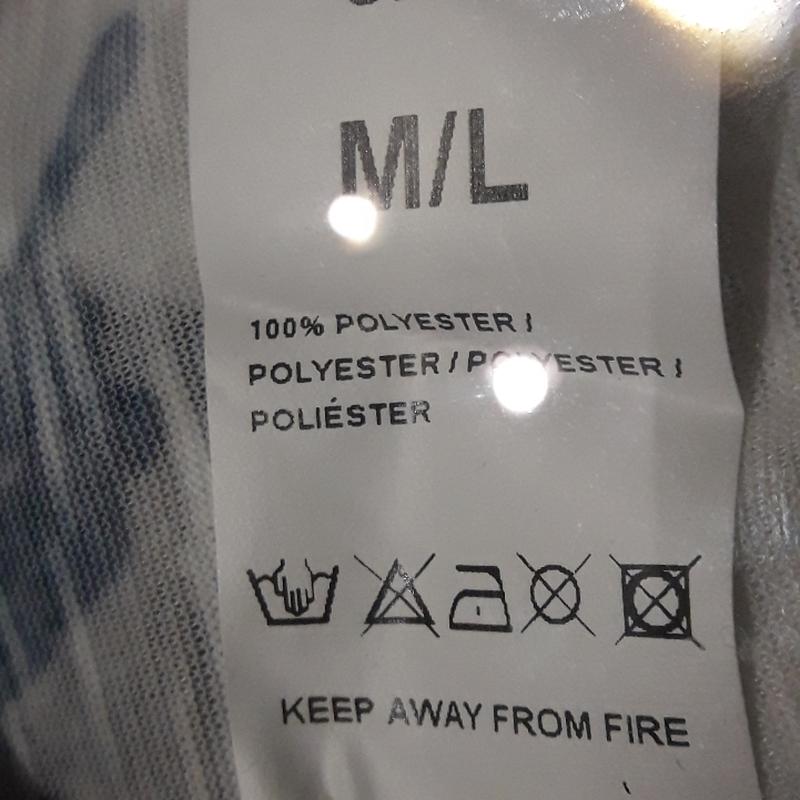 M/L
100% POLYESTER /
POLYESTER / POLYESTER /
POLIÉSTER
KEEP AWAY FROM FIRE